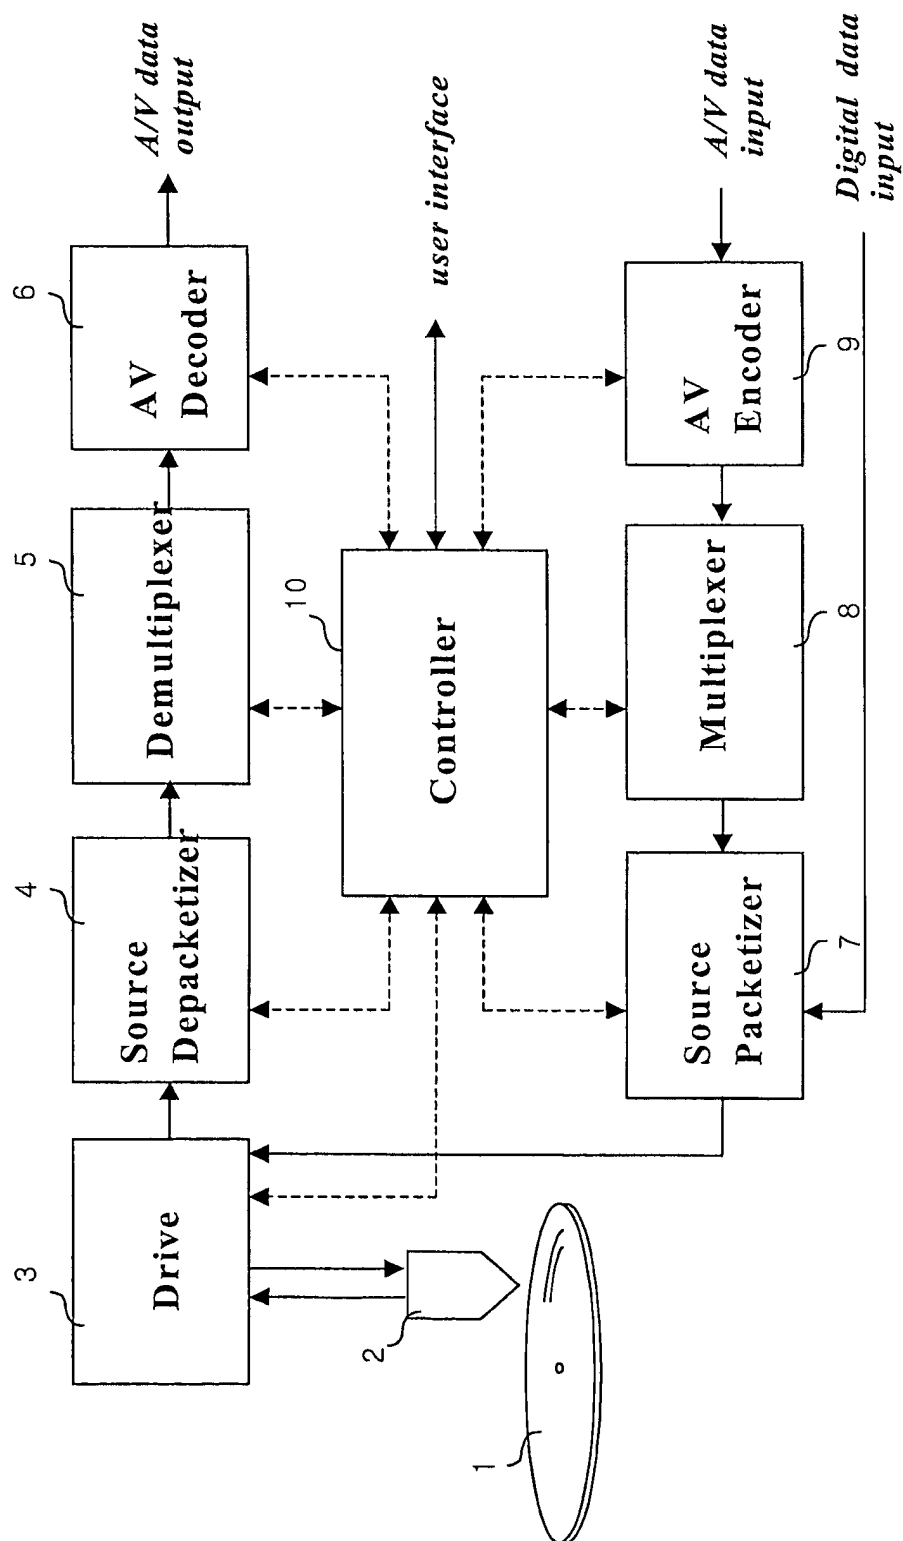 3
Drive
4
Source
Depacketizer
5
Demultiplexer
6
AV
Decoder
A/V data
output
2
1
10
Controller
user interface
7
Source
Packetizer
8
Multiplexer
9
AV
Encoder
A/V data
input
Digital data
input